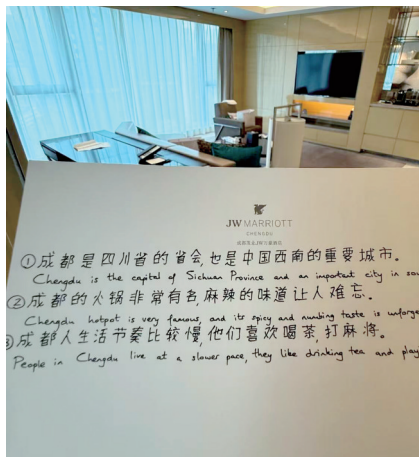 JW MARRIOTT
CHENGDU
①成都是四川省的省会,也是中国西南的重要城市。
Chengdu is the capital of Sichuan Province and an important city in
②成都的火锅非常有名,麻辣的味道让人难忘。
Chengdu hotpot is very famous, and its spicy and numbing taste is
成都人生活节奏比较慢,他们喜欢喝茶,打麻将。
People in Chengdu live at a slower pace, they like drinking tea and